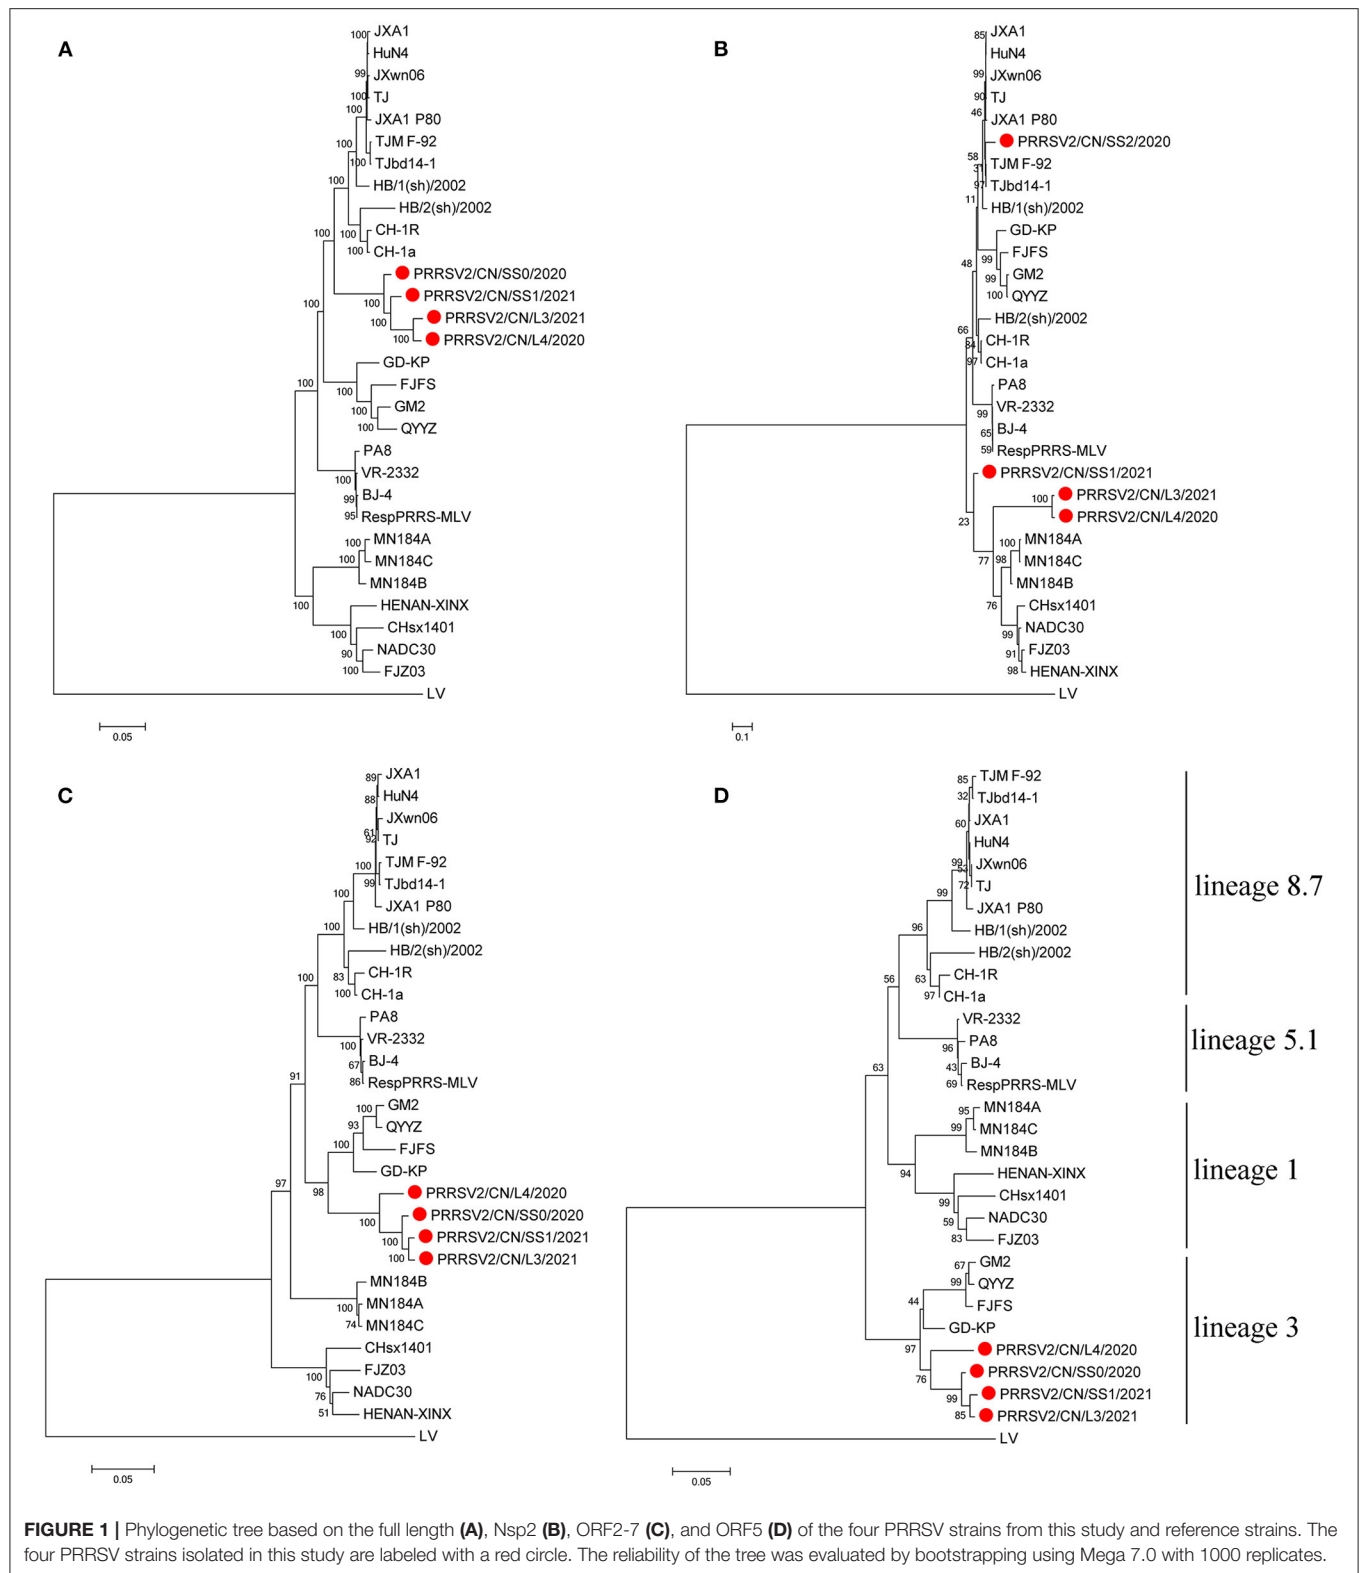 A
100
JXA1
HuN4
99
JXwn06
100
TJ
100
JXA1 P80
TJM F-92
100
100
TJbd14-1
100
HB/1(sh)/2002
HB/2(sh)/2002
100
CH-1R
100
100
CH-1a
PRRSV2/CN/SS0/2020
PRRSV2/CN/SS1/2021
100
100
100
PRRSV2/CN/L3/2021
100
PRRSV2/CN/L4/2020
GD-KP
100
100
FJFS
GM2
100
100
QYYZ
PA8
VR-2332
100
BJ-4
99
95
RespPRRS-MLV
100
MN184A
100
MN184C
MN184B
100
HENAN-XINX
CHsx1401
100
NADC30
90
100
FJZ03
LV
0.05
B
85
JXA1
HuN4
99
JXwn06
90
TJ
46
JXA1 P80
PRRSV2/CN/SS2/2020
58
TJM F-92
31
97
TJbd14-1
11
HB/1(sh)/2002
GD-KP
FJFS
99
48
99
GM2
100
QYYZ
HB/2(sh)/2002
66
CH-1R
84
97
CH-1a
PA8
VR-2332
99
BJ-4
65
59
RespPRRS-MLV
PRRSV2/CN/SS1/2021
100
PRRSV2/CN/L3/2021
PRRSV2/CN/L4/2020
23
100
MN184A
98
MN184C
77
MN184B
76
CHsx1401
NADC30
99
91
FJZ03
98
HENAN-XINX
LV
0.1
C
89
JXA1
88
HuN4
JXwn06
61
92
TJ
100
TJM F-92
99
TJbd14-1
100
JXA1 P80
100
HB/1(sh)/2002
HB/2(sh)/2002
100
83
CH-1R
100
CH-1a
PA8
VR-2332
100
67
BJ-4
86
RespPRRS-MLV
91
100
GM2
93
QYYZ
100
FJFS
GD-KP
97
98
PRRSV2/CN/L4/2020
PRRSV2/CN/SS0/2020
100
100
PRRSV2/CN/SS1/2021
100
PRRSV2/CN/L3/2021
MN184B
100
MN184A
74
MN184C
CHsx1401
100
FJZ03
76
NADC30
51
HENAN-XINX
LV
0.05
D
85
TJM F-92
32
TJbd14-1
60
JXA1
HuN4
99
53
JXwn06
72
TJ
99
JXA1 P80
96
HB/1(sh)/2002
HB/2(sh)/2002
56
63
CH-1R
97
CH-1a
lineage 8.7
VR-2332
96
PA8
63
43
BJ-4
69
RespPRRS-MLV
lineage 5.1
95
MN184A
99
MN184C
MN184B
94
HENAN-XINX
99
CHsx1401
59
NADC30
83
FJZ03
lineage 1
67
GM2
99
QYYZ
44
FJFS
GD-KP
97
PRRSV2/CN/L4/2020
76
PRRSV2/CN/SS0/2020
99
PRRSV2/CN/SS1/2021
85
PRRSV2/CN/L3/2021
lineage 3
LV
0.05
FIGURE 1 | Phylogenetic tree based on the full length (A), Nsp2 (B), ORF2-7 (C), and ORF5 (D) of the four PRRSV strains from this study and reference strains. The
four PRRSV strains isolated in this study are labeled with a red circle. The reliability of the tree was evaluated by bootstrapping using Mega 7.0 with 1000 replicates.